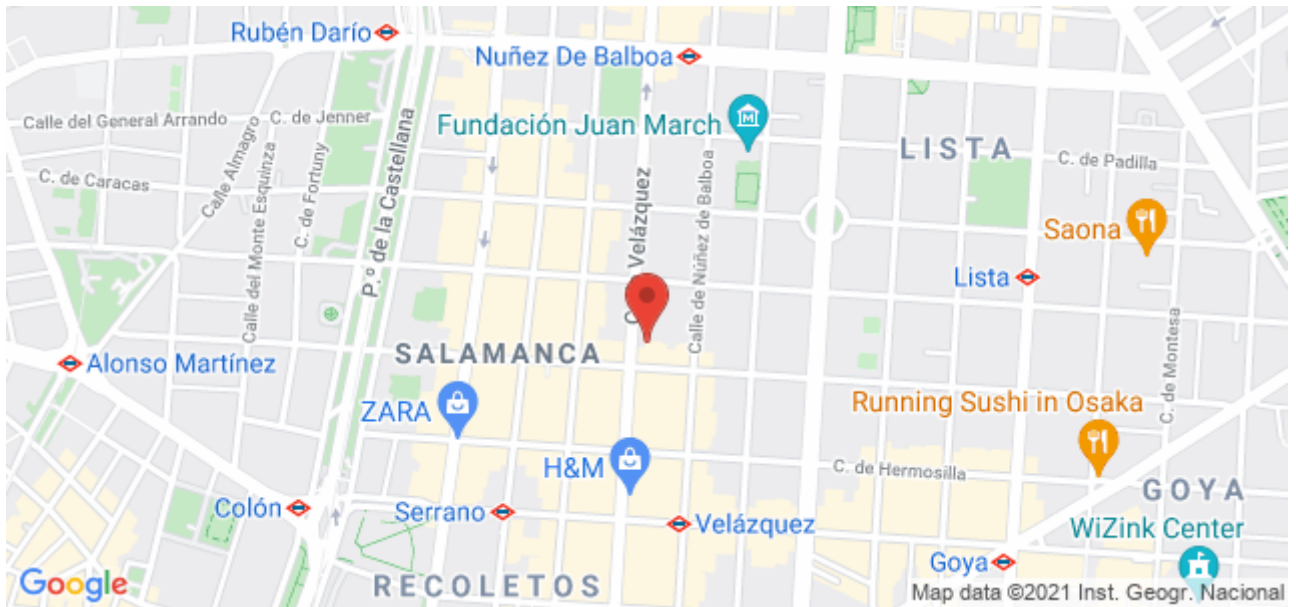 Rubén Darío
Nuñez De Balboa
Calle del General Arrando
C. de Jenner
Fundación Juan March
LISTA
C. de Padilla
C. de Caracas
Calle Almagro
Calle del Monte Esquinza
C. de Fortuny
P.º de la Castellana
Velázquez
Calle de Núñez de Balboa
Saona
Lista
Alonso Martínez
SALAMANCA
C. de Montesa
ZARA
Running Sushi in Osaka
H&M
C. de Hermosilla
GOYA
Colón
Serrano
Velázquez
WiZink Center
Goya
Google
RECOLETOS
Map data ©2021 Inst. Geogr. Nacional